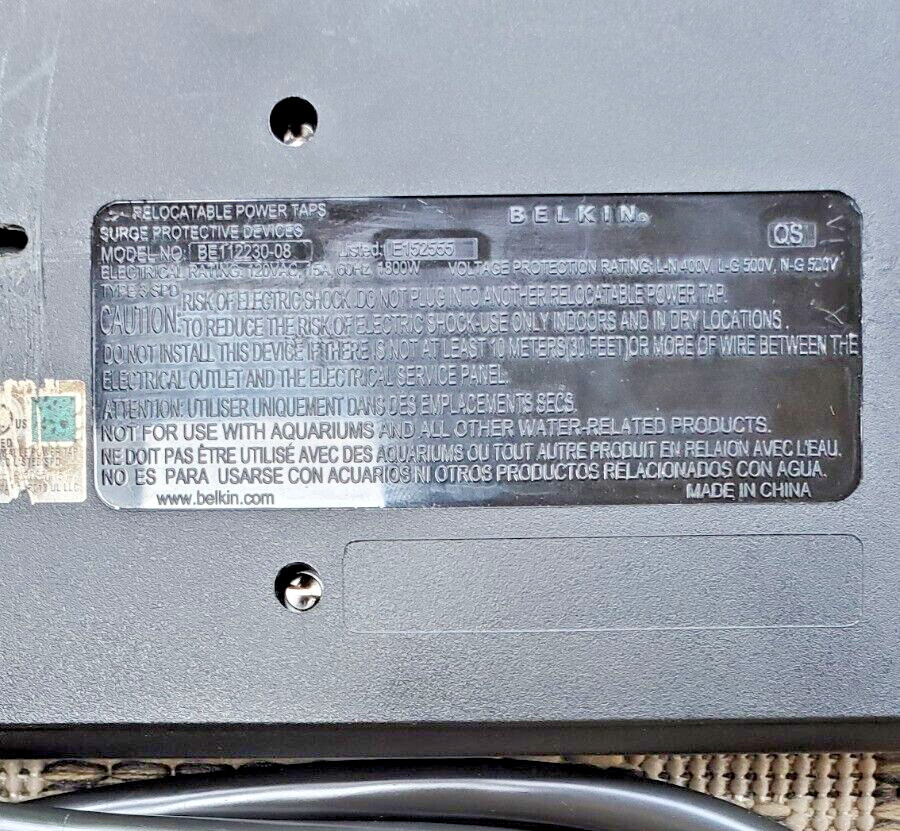 RELOCATABLE POWER TAPS
BELKIN®
SURGE PROTECTIVE DEVICES
QS
MODEL NO: BE112230-08 Listed: E152555
ELECTRICAL RATING: 120VAC, 15A, 60HZ 1800W VOLTAGE PROTECTION RATING: L-N 400V, L-G 500V, N-G 500V
TYPE 3 SPD
CAUTION: RISK OF ELECTRIC SHOCK. DO NOT PLUG INTO ANOTHER RELOCATABLE POWER TAP.
TO REDUCE THE RISK OF ELECTRIC SHOCK-USE ONLY INDOORS AND IN DRY LOCATIONS.
DO NOT INSTALL THIS DEVICE IF THERE IS NOT AT LEAST 10 METERS(30 FEET)OR MORE OF WIRE BETWEEN THE
ELECTRICAL OUTLET AND THE ELECTRICAL SERVICE PANEL.
ATTENTION: UTILISER UNIQUEMENT DANS DES EMPLACEMENTS SECS.
NOT FOR USE WITH AQUARIUMS AND ALL OTHER WATER-RELATED PRODUCTS.
NE DOIT PAS ÊTRE UTILISÉ AVEC DES AQUARIUMS OU TOUT AUTRE PRODUIT EN RELAION AVEC L'EAU.
NO ES PARA USARSE CON ACUARIOS NI OTROS PRODUCTOS RELACIONADOS CON AGUA.
www.belkin.com
MADE IN CHINA
US